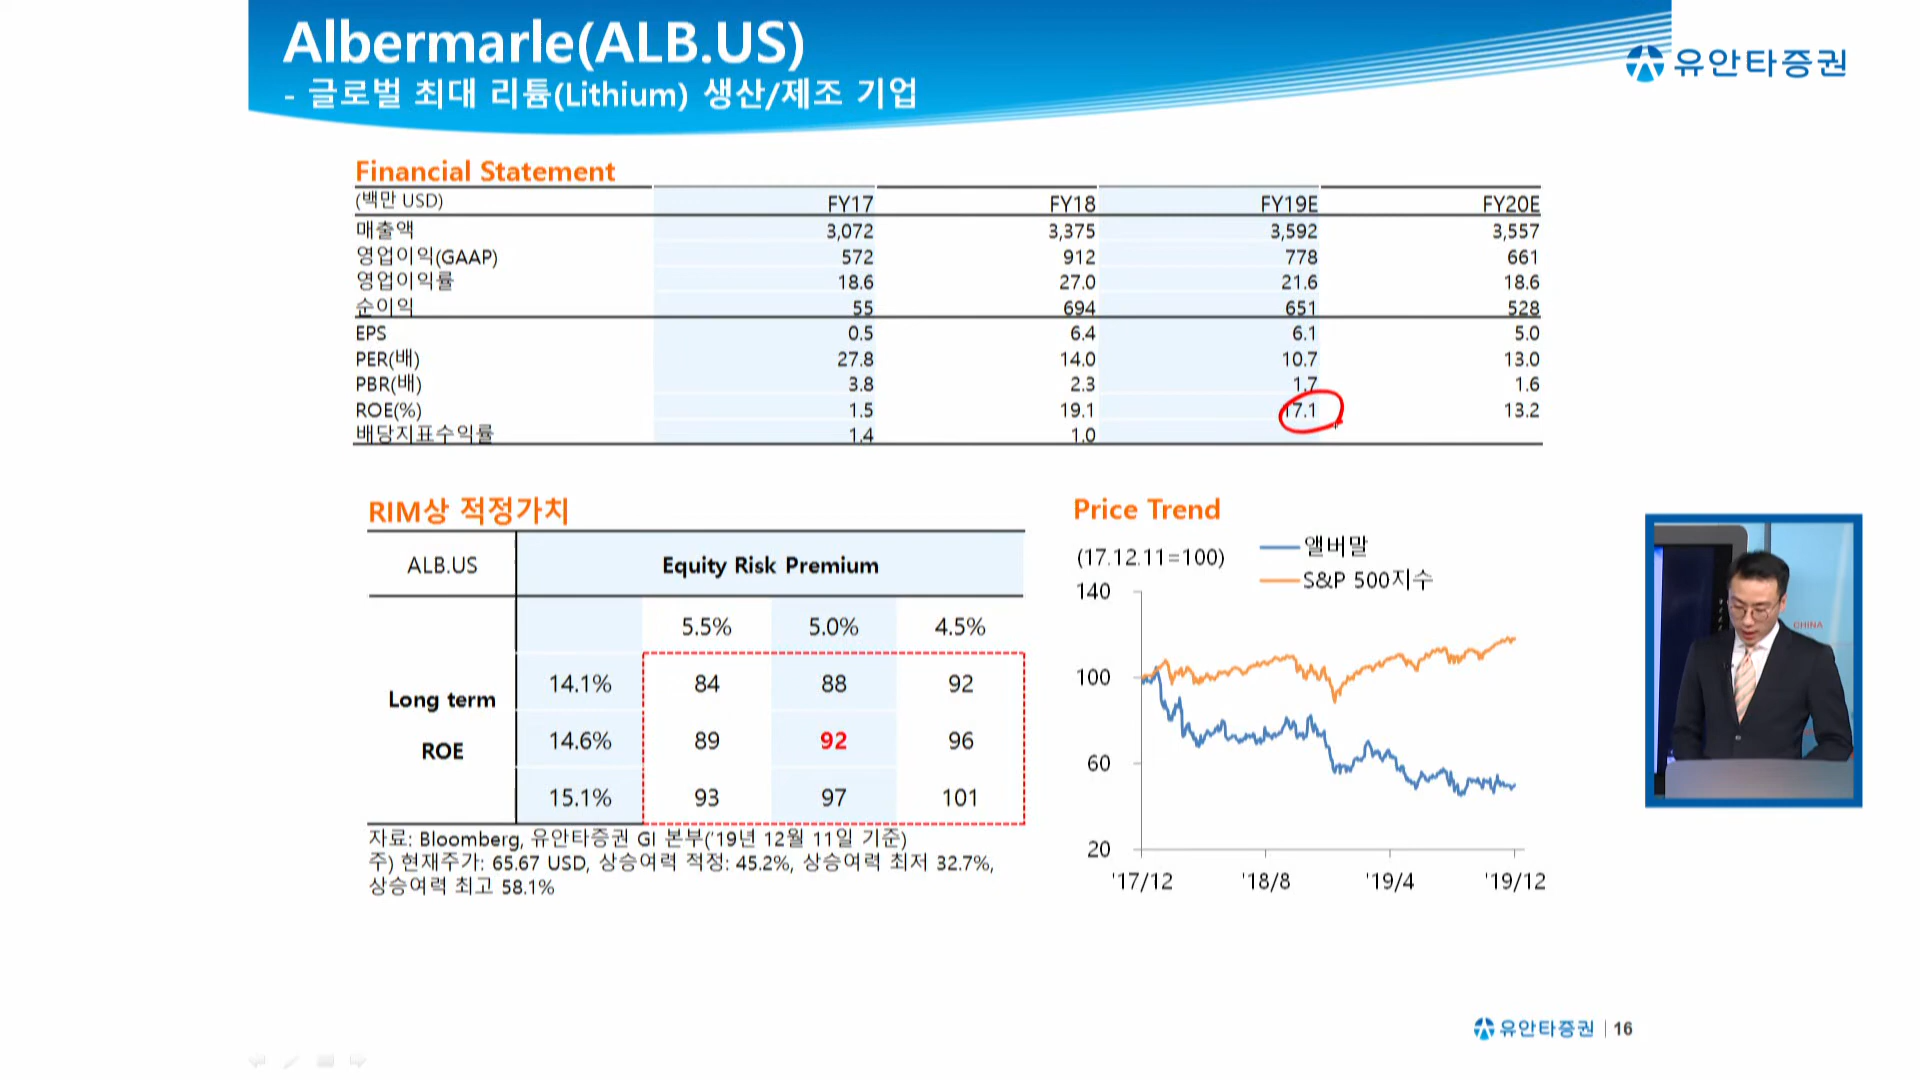 Albermarle(ALB.US)
- 글로벌 최대 리튬(Lithium) 생산/제조 기업
유안타증권
Financial Statement
(백만 USD) FY17 FY18 FY19E FY20E
매출액 3,072 3,375 3,592 3,557
영업이익(GAAP) 572 912 778 661
영업이익률 18.6 27.0 21.6 18.6
순이익 55 694 651 528
EPS 0.5 6.4 6.1 5.0
PER(배) 27.8 14.0 10.7 13.0
PBR(배) 3.8 2.3 1.7 1.6
ROE(%) 1.5 19.1 17.1 13.2
배당지표수익률 1.4 1.0
RIM상 적정가치
ALB.US Equity Risk Premium
5.5% 5.0% 4.5%
14.1% 84 88 92
Long term
14.6% 89 92 96
ROE
15.1% 93 97 101
자료: Bloomberg, 유안타증권 GI 본부('19년 12월 11일 기준)
주) 현재주가: 65.67 USD, 상승여력 적정: 45.2%, 상승여력 최저 32.7%,
상승여력 최고 58.1%
Price Trend
(17.12.11=100)
앨버말
S&P 500지수
140
100
60
20
'17/12 '18/8 '19/4 '19/12
CHINA
유안타증권 | 16